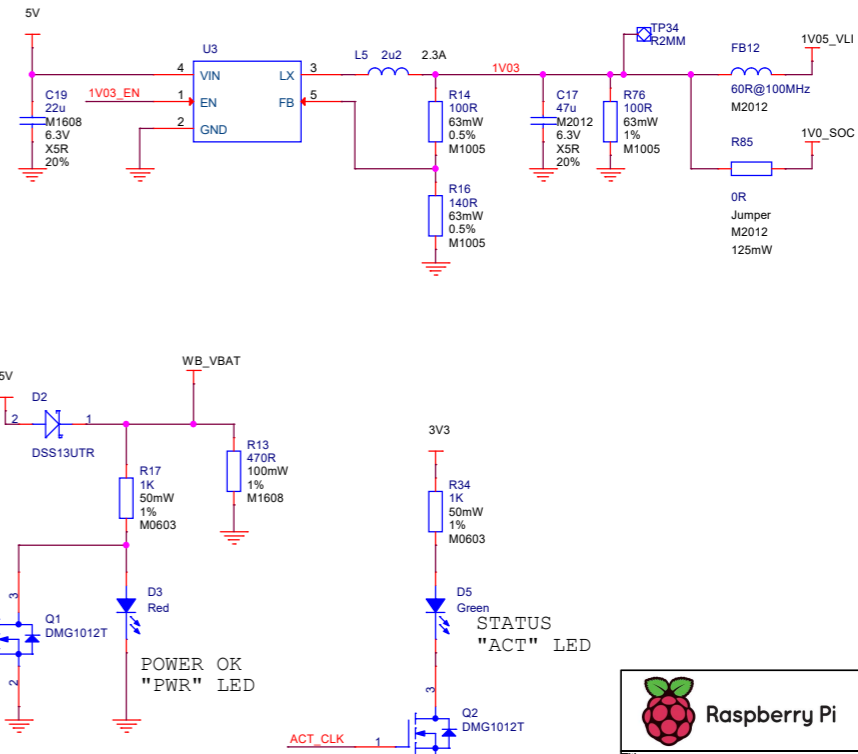 5V
U3
4
VIN
1V03_EN
1
EN
2
GND
LX
3
FB
5
C19
22u
M1608
6.3V
X5R
20%
L5
2u2
2.3A
1V03
R14
100R
63mW
0.5%
M1005
R16
140R
63mW
0.5%
M1005
C17
47u
M2012
6.3V
X5R
20%
TP34
R2MM
R76
100R
63mW
1%
M1005
FB12
60R@100MHz
M2012
1V05_VLI
R85
0R
Jumper
M2012
125mW
1V0_SOC
5V
2
D2
1
DSS13UTR
WB_VBAT
R17
1K
50mW
1%
M0603
R13
470R
100mW
1%
M1608
3
Q1
DMG1012T
2
D3
Red
POWER OK
"PWR" LED
3V3
R34
1K
50mW
1%
M0603
D5
Green
STATUS
"ACT" LED
3
Q2
DMG1012T
ACT_CLK
1
Raspberry Pi